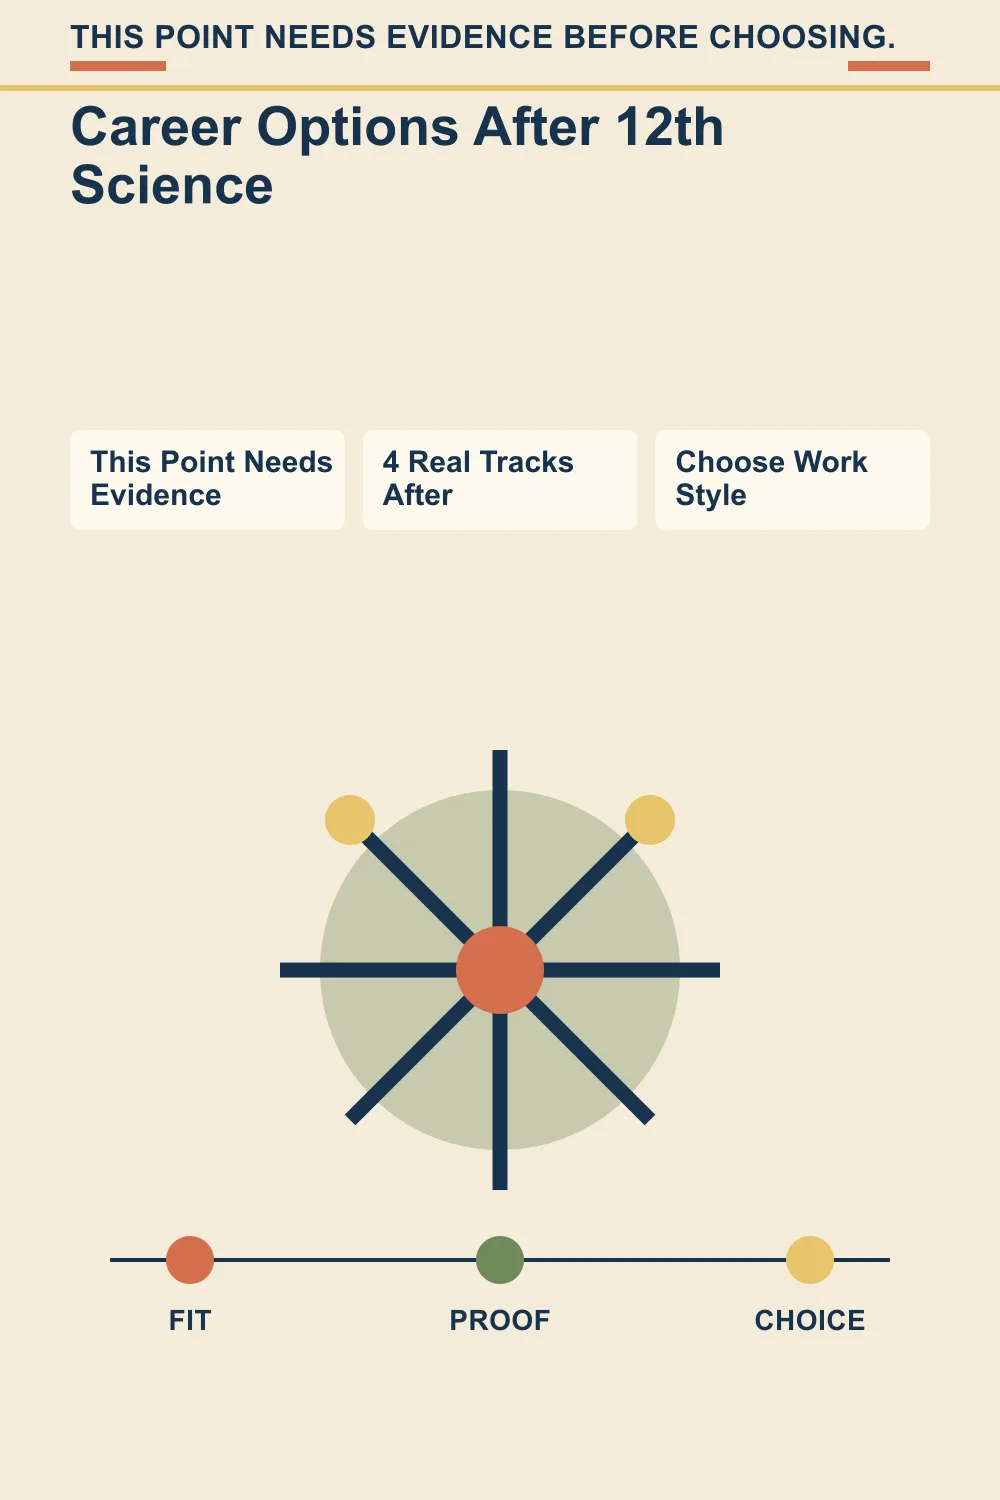 THIS POINT NEEDS EVIDENCE BEFORE CHOOSING.
Career Options After 12th
Science
This Point Needs
Evidence
4 Real Tracks
After
Choose Work
Style
FIT
PROOF
CHOICE